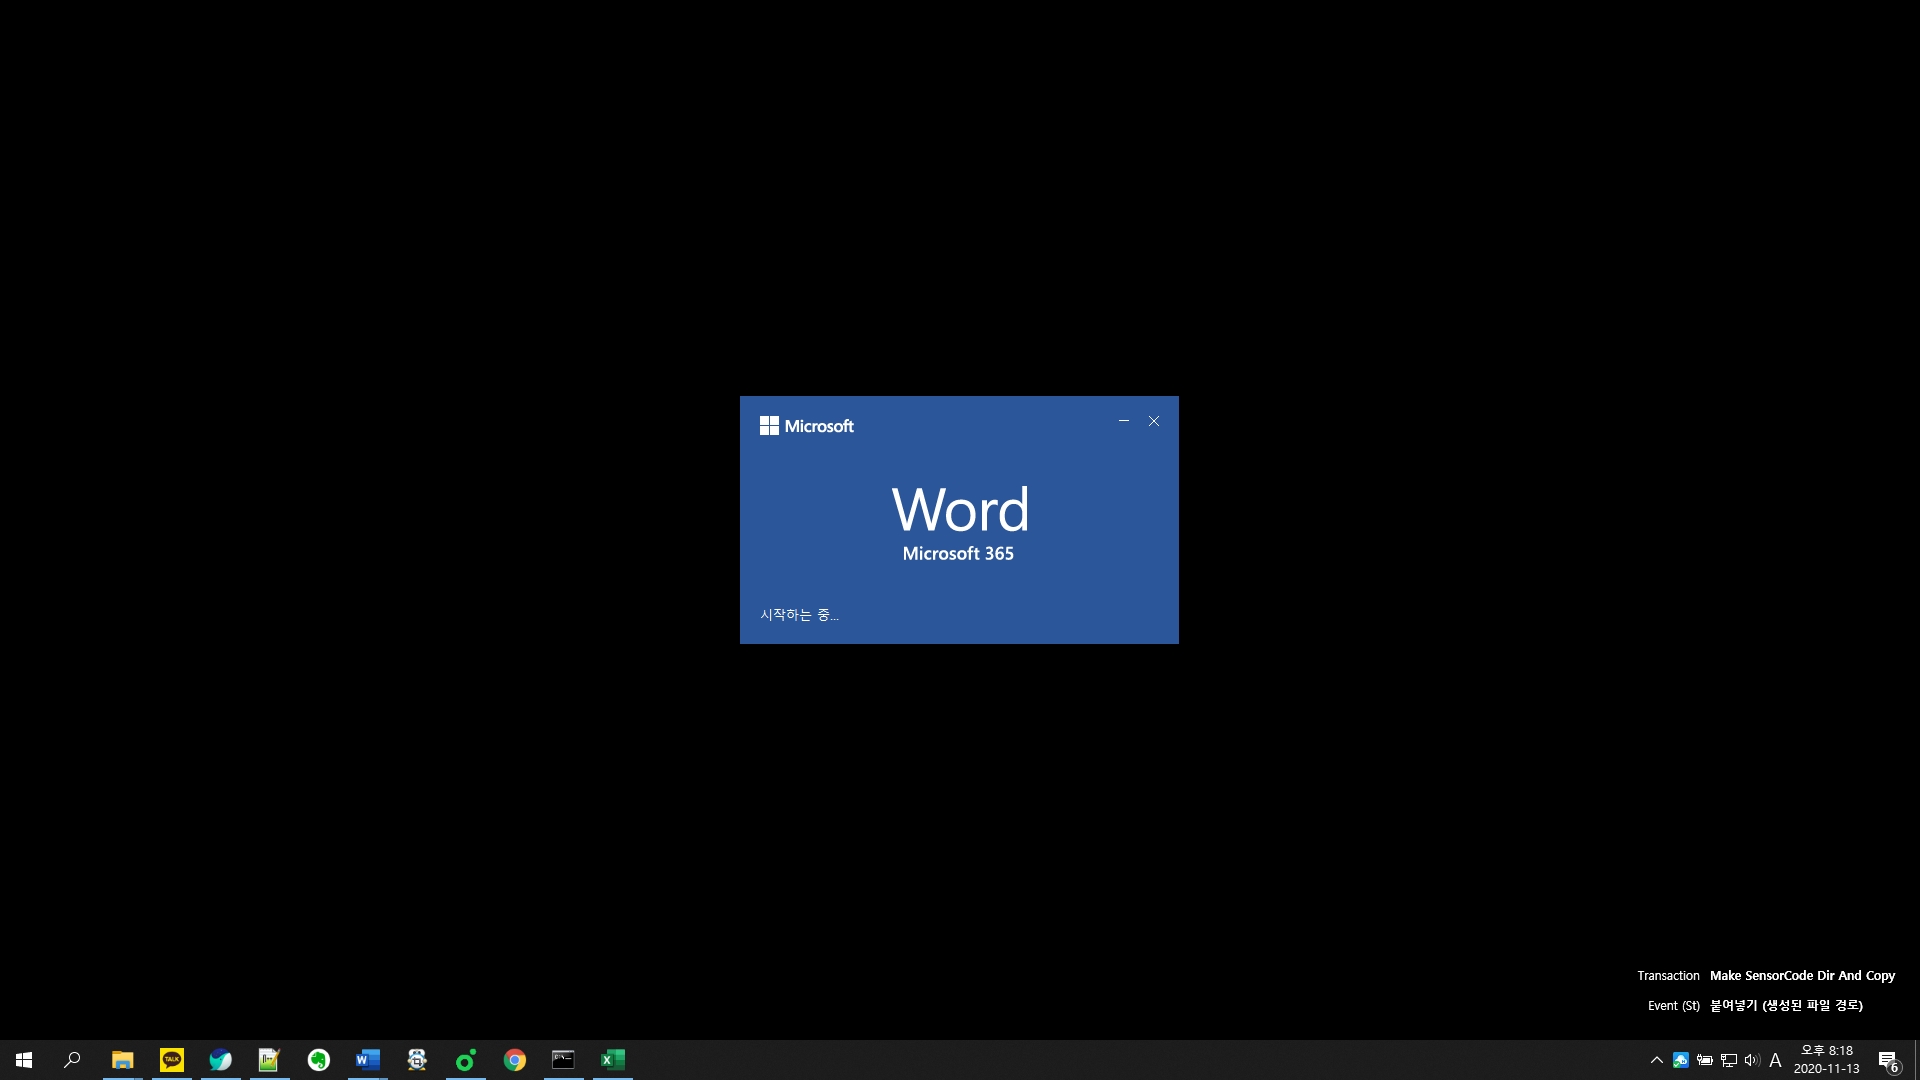 Microsoft
Word
Microsoft 365
시작하는 중...
Transaction Make SensorCode Dir And Copy
Event (St) 붙여넣기 (생성된 파일 경로)
TALK
W
X
A
오후 8:18
2020-11-13
6